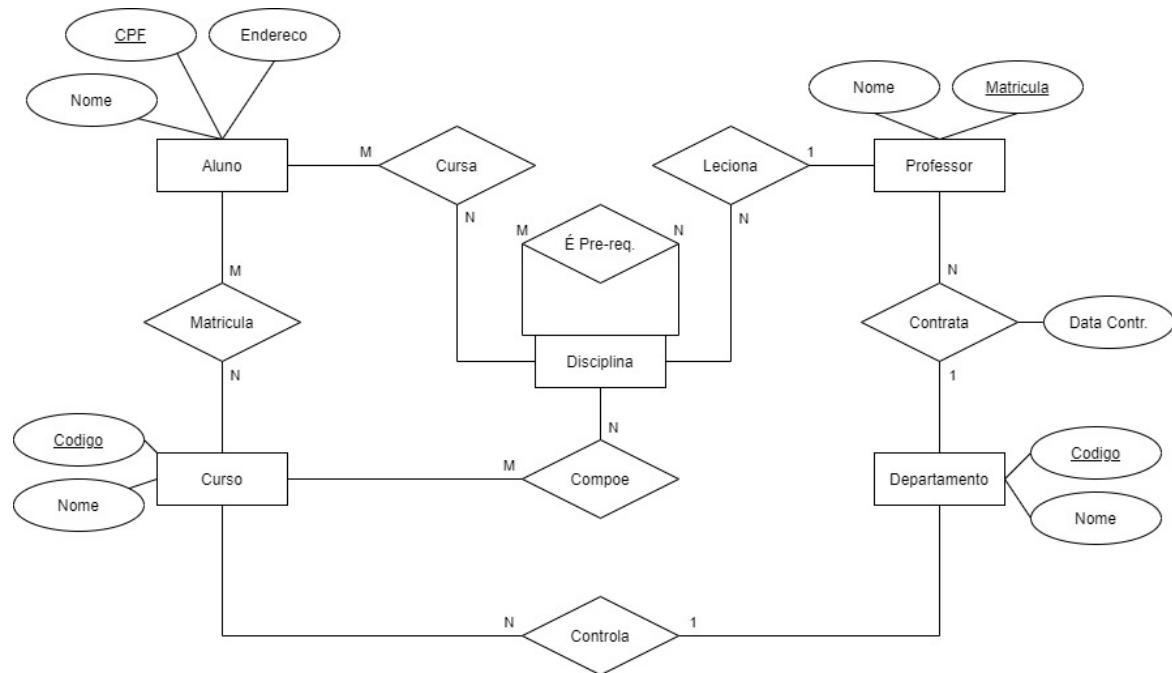 CPF
Endereco
Nome
Nome
Matricula
Aluno
M
Cursa
Leciona
1
Professor
N
N
M
É Pre-req.
N
M
N
Matricula
Contrata
Data Contr.
Disciplina
N
1
N
Codigo
Codigo
M
Curso
Compoe
Departamento
Nome
Nome
N
Controla
1